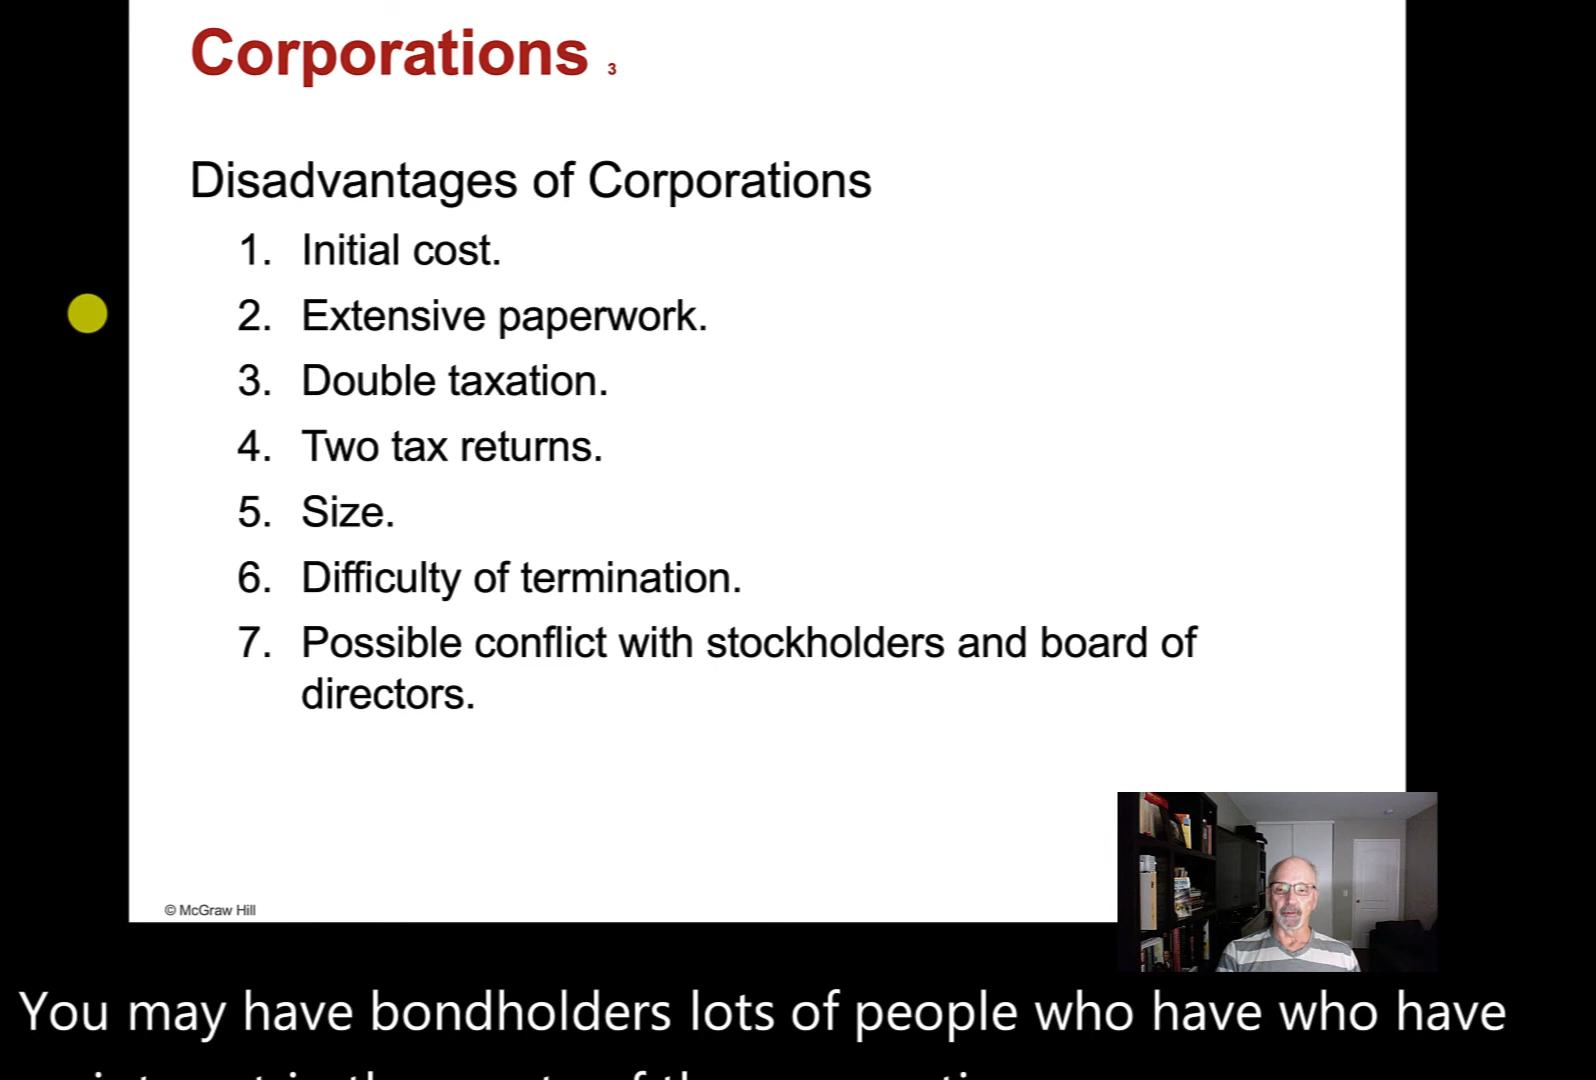 Corporations 3
Disadvantages of Corporations
1. Initial cost.
2. Extensive paperwork.
3. Double taxation.
4. Two tax returns.
5. Size.
6. Difficulty of termination.
7. Possible conflict with stockholders and board of
directors.
© McGraw Hill
You may have bondholders lots of people who have who have